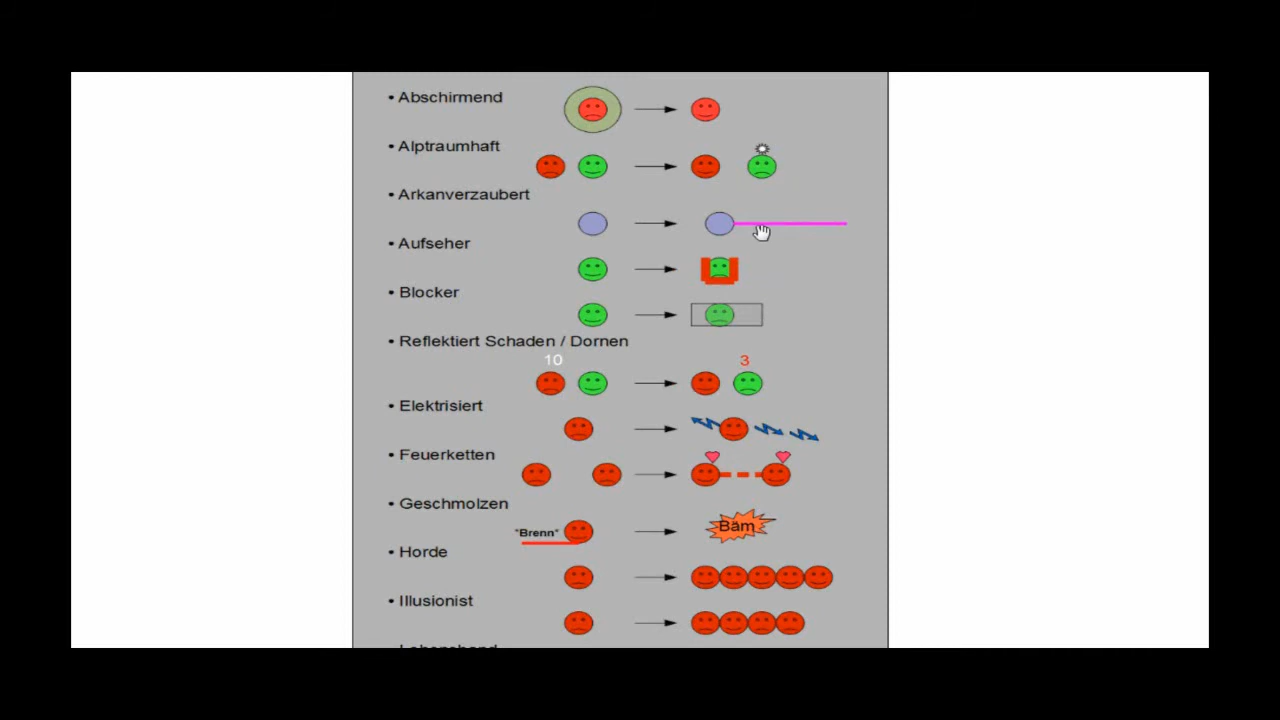 • Abschirmend
• Alptraumhaft
• Arkanverzaubert
• Aufseher
• Blocker
• Reflektiert Schaden / Dornen
10 3
• Elektrisiert
• Feuerketten
• Geschmolzen
"Brenn" Bäm
• Horde
• Illusionist